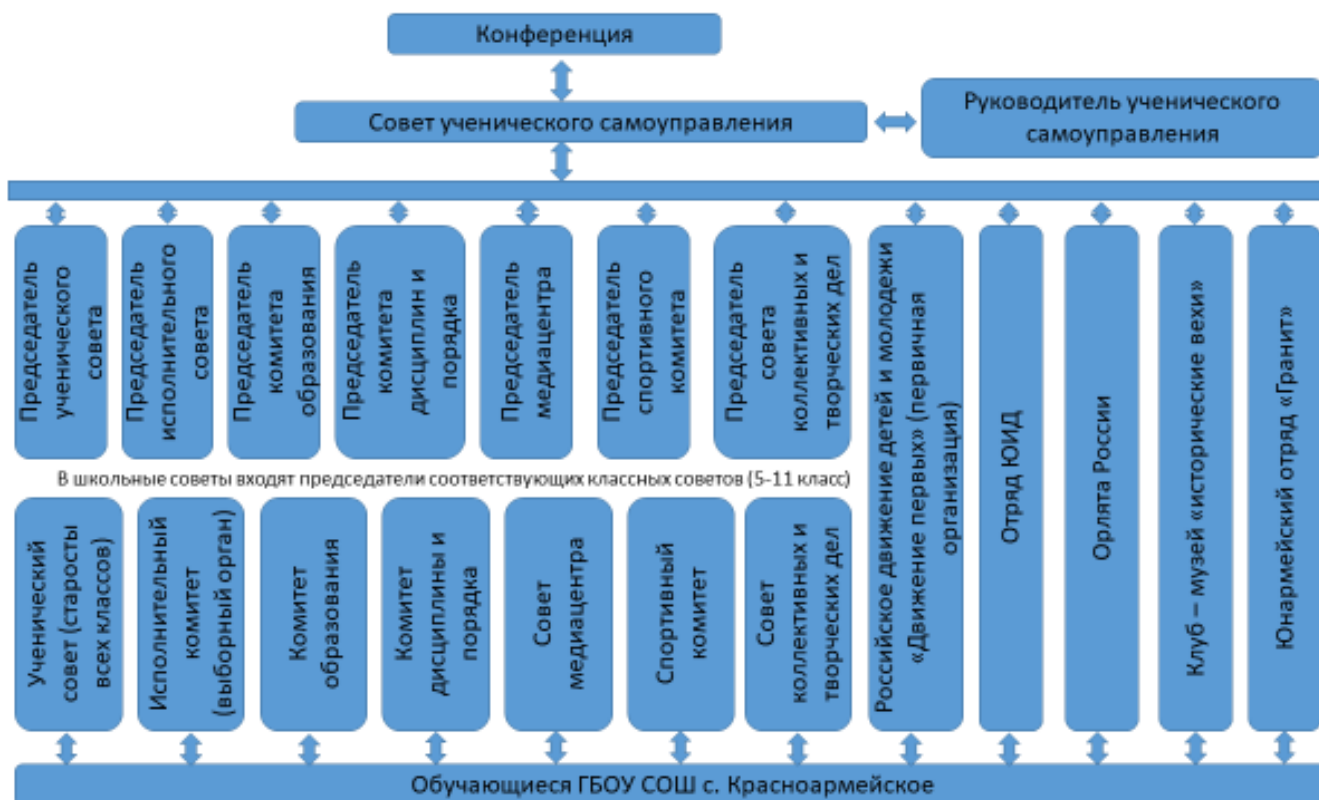 Конференция
Совет ученического самоуправления
Руководитель ученического
самоуправления
Председатель
ученического
совета
Председатель
исполнительного
совета
Председатель
комитета
образования
Председатель
комитета
дисциплин и
порядка
Председатель
медиацентра
Председатель
спортивного
комитета
Председатель
совета
коллективных и
творческих дел
Российское движение детей и молодежи
«Движение первых» (первичная
организация)
Отряд ЮИД
Орлята России
Клуб – музей «исторические вехи»
Юнармейский отряд «Гранит»
В школьные советы входят председатели соответствующих классных советов (5-11 класс)
Ученический
совет (старосты
всех классов)
Исполнительный
комитет
(выборный орган)
Комитет
образования
Комитет
дисциплины и
порядка
Совет
медиацентра
Спортивный
комитет
Совет
коллективных и
творческих дел
Обучающиеся ГБОУ СОШ с. Красноармейское